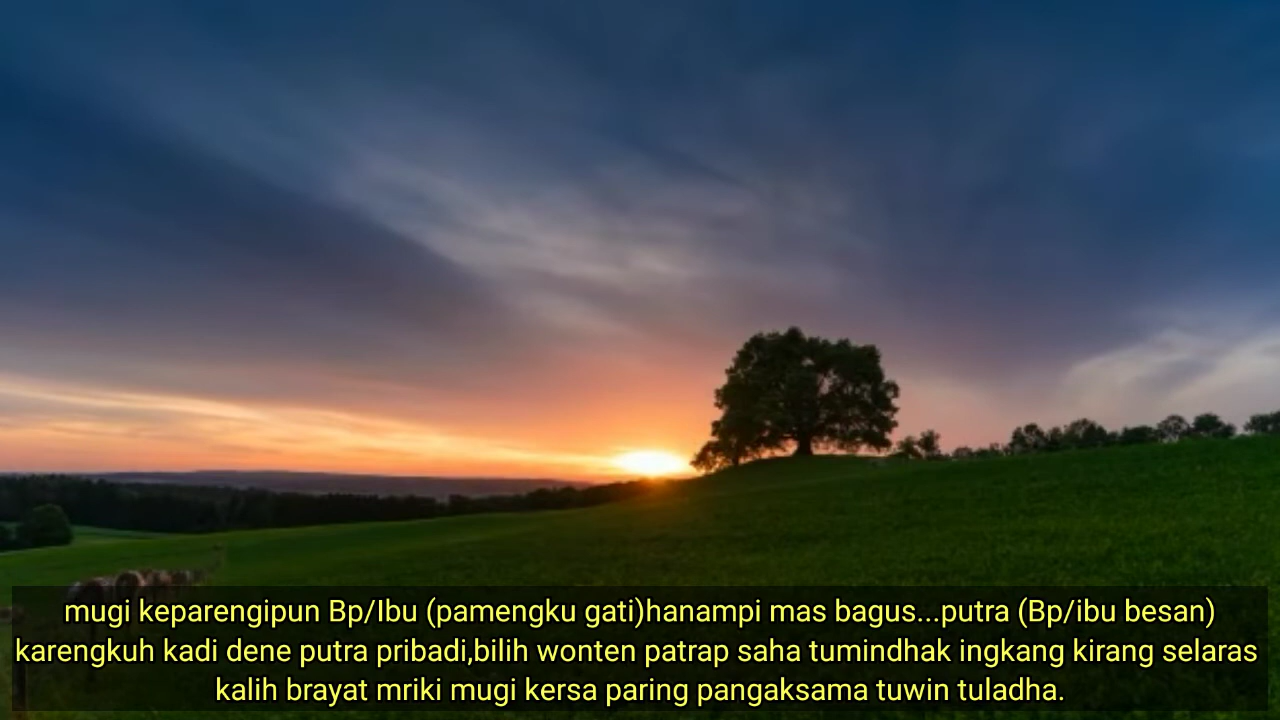 mugi keparengipun Bp/Ibu (pamengku gati)hanampi mas bagus...putra (Bp/ibu besan)
karengkuh kadi dene putra pribadi,bilih wonten patrap saha tumindhak ingkang kirang selaras
kalih brayat mriki mugi kersa paring pangaksama tuwin tuladha.